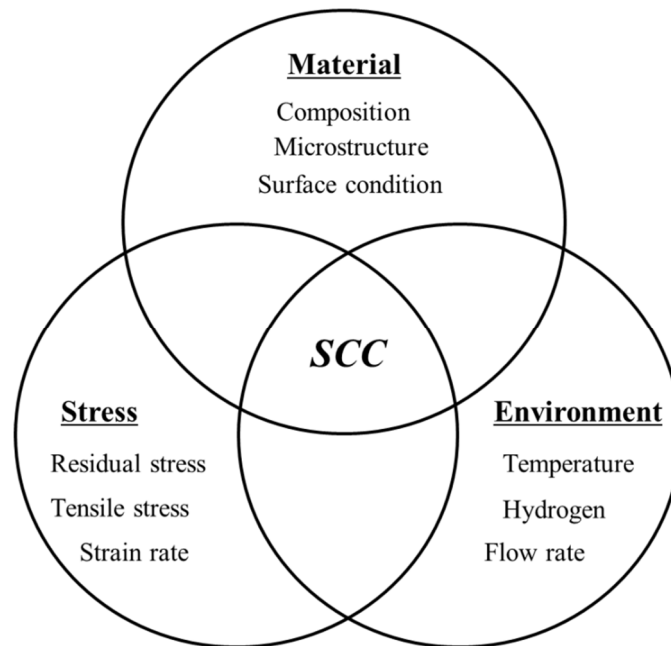 Material
Composition
Microstructure
Surface condition
SCC
Stress
Residual stress
Tensile stress
Strain rate
Environment
Temperature
Hydrogen
Flow rate